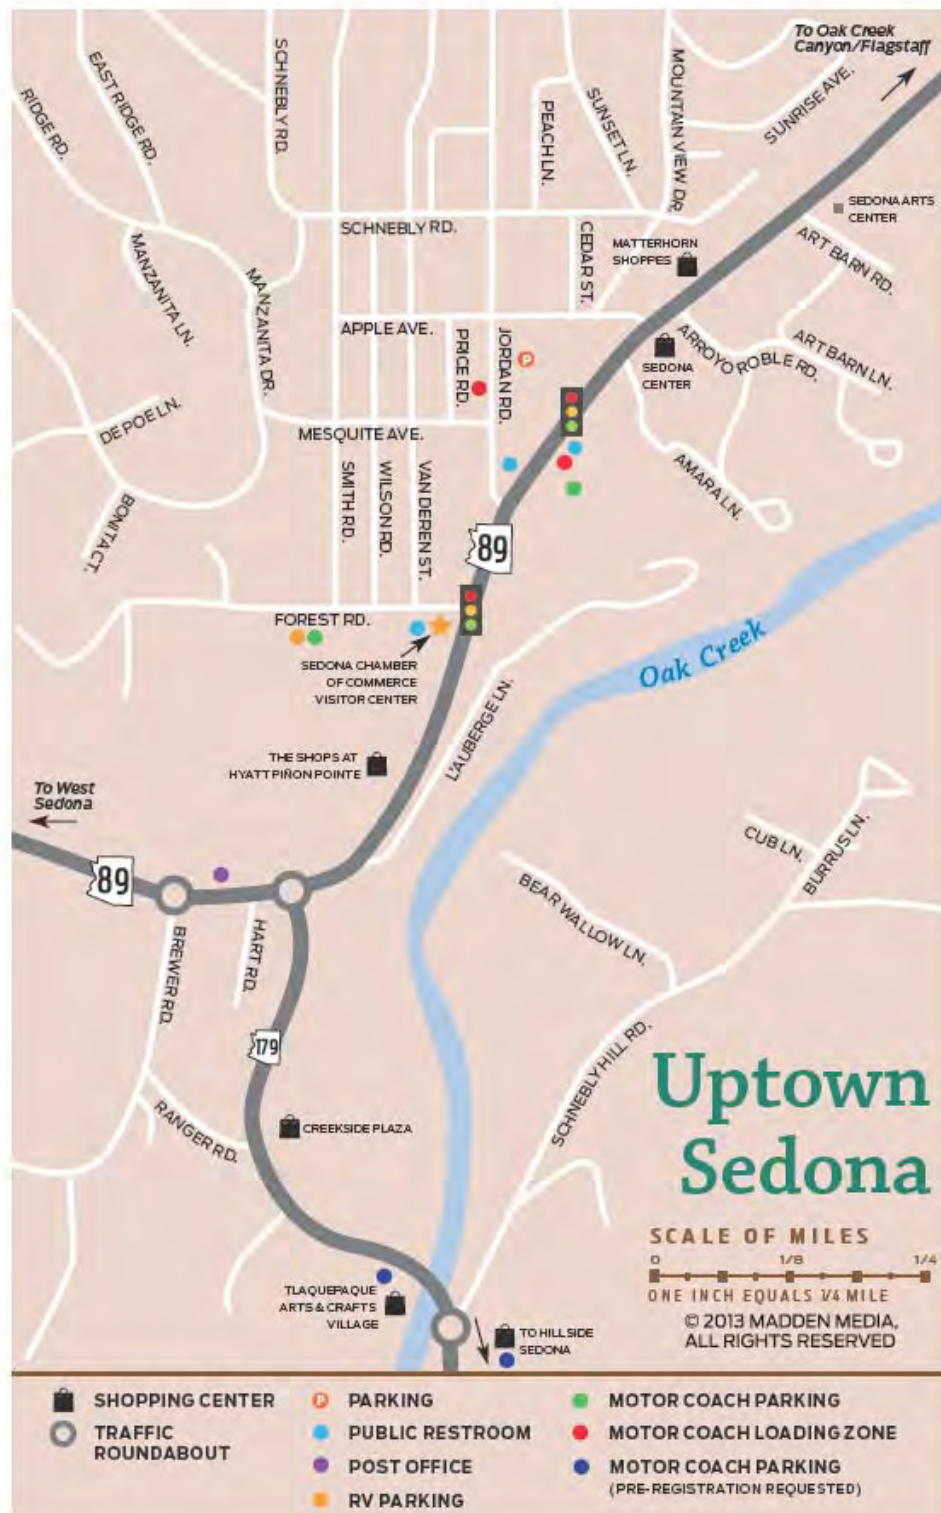 To Oak Creek
Canyon/Flagstaff
SCHNEBLY RD.
EAST RIDGE RD.
RIDGE RD.
MOUNTAIN VIEW DR.
SUNSET LN.
PEACH LN.
SUNRISE AVE.
SEDONA ARTS
CENTER
SCHNEBLY RD.
CEDAR ST.
MATTERHORN
SHOPPES
ART BARN RD.
MANZANITA LN.
MANZANITA DR.
APPLE AVE.
PRICE RD.
JORDAN RD.
P
SEDONA
CENTER
ARROYO ROBLE RD.
ART BARN LN.
DE POE LN.
MESQUITE AVE.
SMITH RD.
WILSON RD.
VAN DEREN ST.
AMARA LN.
BONITA CT.
89
FOREST RD.
SEDONA CHAMBER
OF COMMERCE
VISITOR CENTER
Oak Creek
L'AUBERGE LN.
THE SHOPS AT
HYATT PIÑON POINTE
To West
Sedona
89
CUB LN.
BURRUS LN.
BEAR WALLOW LN.
BREWER RD.
HART RD.
179
SCHNEBLY HILL RD.
RANGER RD.
CREEKSIDE PLAZA
Uptown
Sedona
SCALE OF MILES
0 1/8 1/4
ONE INCH EQUALS 1/4 MILE
© 2013 MADDEN MEDIA,
ALL RIGHTS RESERVED
TLAQUEPAQUE
ARTS & CRAFTS
VILLAGE
TO HILLSIDE
SEDONA
SHOPPING CENTER
TRAFFIC
ROUNDABOUT
P PARKING
PUBLIC RESTROOM
POST OFFICE
RV PARKING
MOTOR COACH PARKING
MOTOR COACH LOADING ZONE
MOTOR COACH PARKING
(PRE-REGISTRATION REQUESTED)